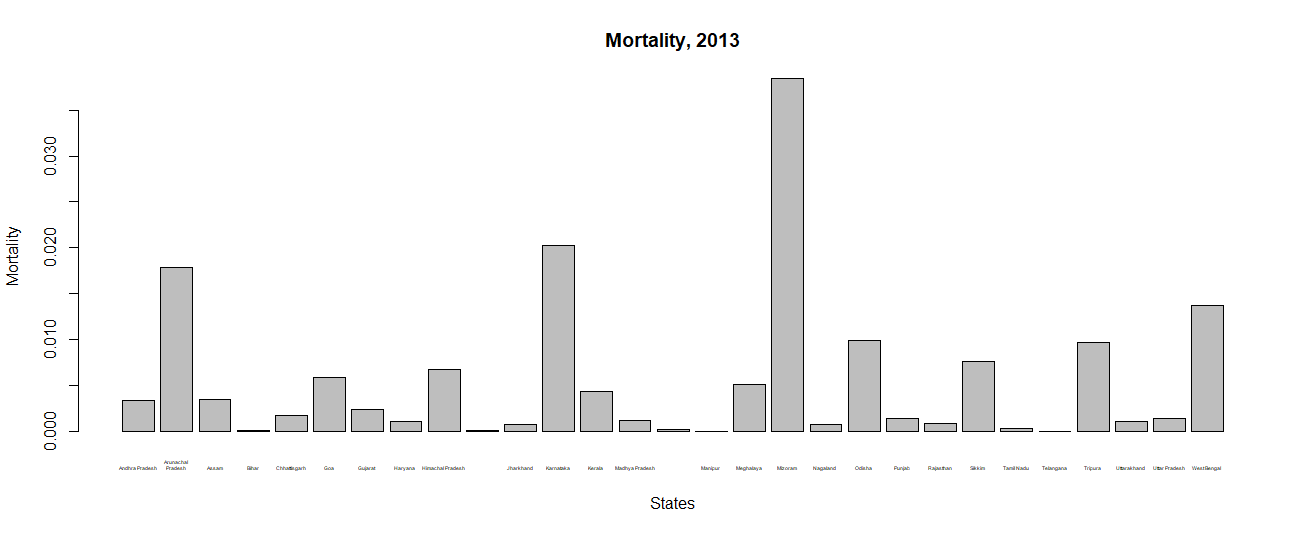 Mortality, 2013
Mortality
0.000
0.010
0.020
0.030
Andhra Pradesh
Arunachal
Pradesh
Assam
Bihar
Chhattisgarh
Goa
Gujarat
Haryana
Himachal Pradesh
Jharkhand
Karnataka
Kerala
Madhya Pradesh
Manipur
Meghalaya
Mizoram
Nagaland
Odisha
Punjab
Rajasthan
Sikkim
Tamil Nadu
Telangana
Tripura
Uttarakhand
Uttar Pradesh
West Bengal
States